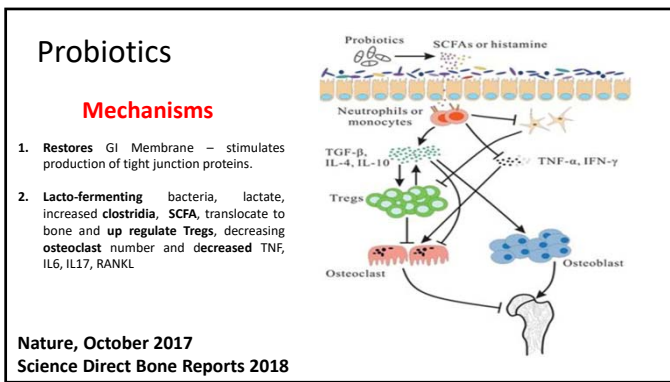 Probiotics
Mechanisms
1. Restores GI Membrane – stimulates
production of tight junction proteins.
2. Lacto-fermenting bacteria, lactate,
increased clostridia, SCFA, translocate to
bone and up regulate Tregs, decreasing
osteoclast number and decreased TNF,
IL6, IL17, RANKL
Nature, October 2017
Science Direct Bone Reports 2018
Probiotics
SCFAs or histamine
Neutrophils or
monocytes
TGF-β,
IL-4, IL-10
TNF-α, IFN-γ
Tregs
Osteoclast
Osteoblast